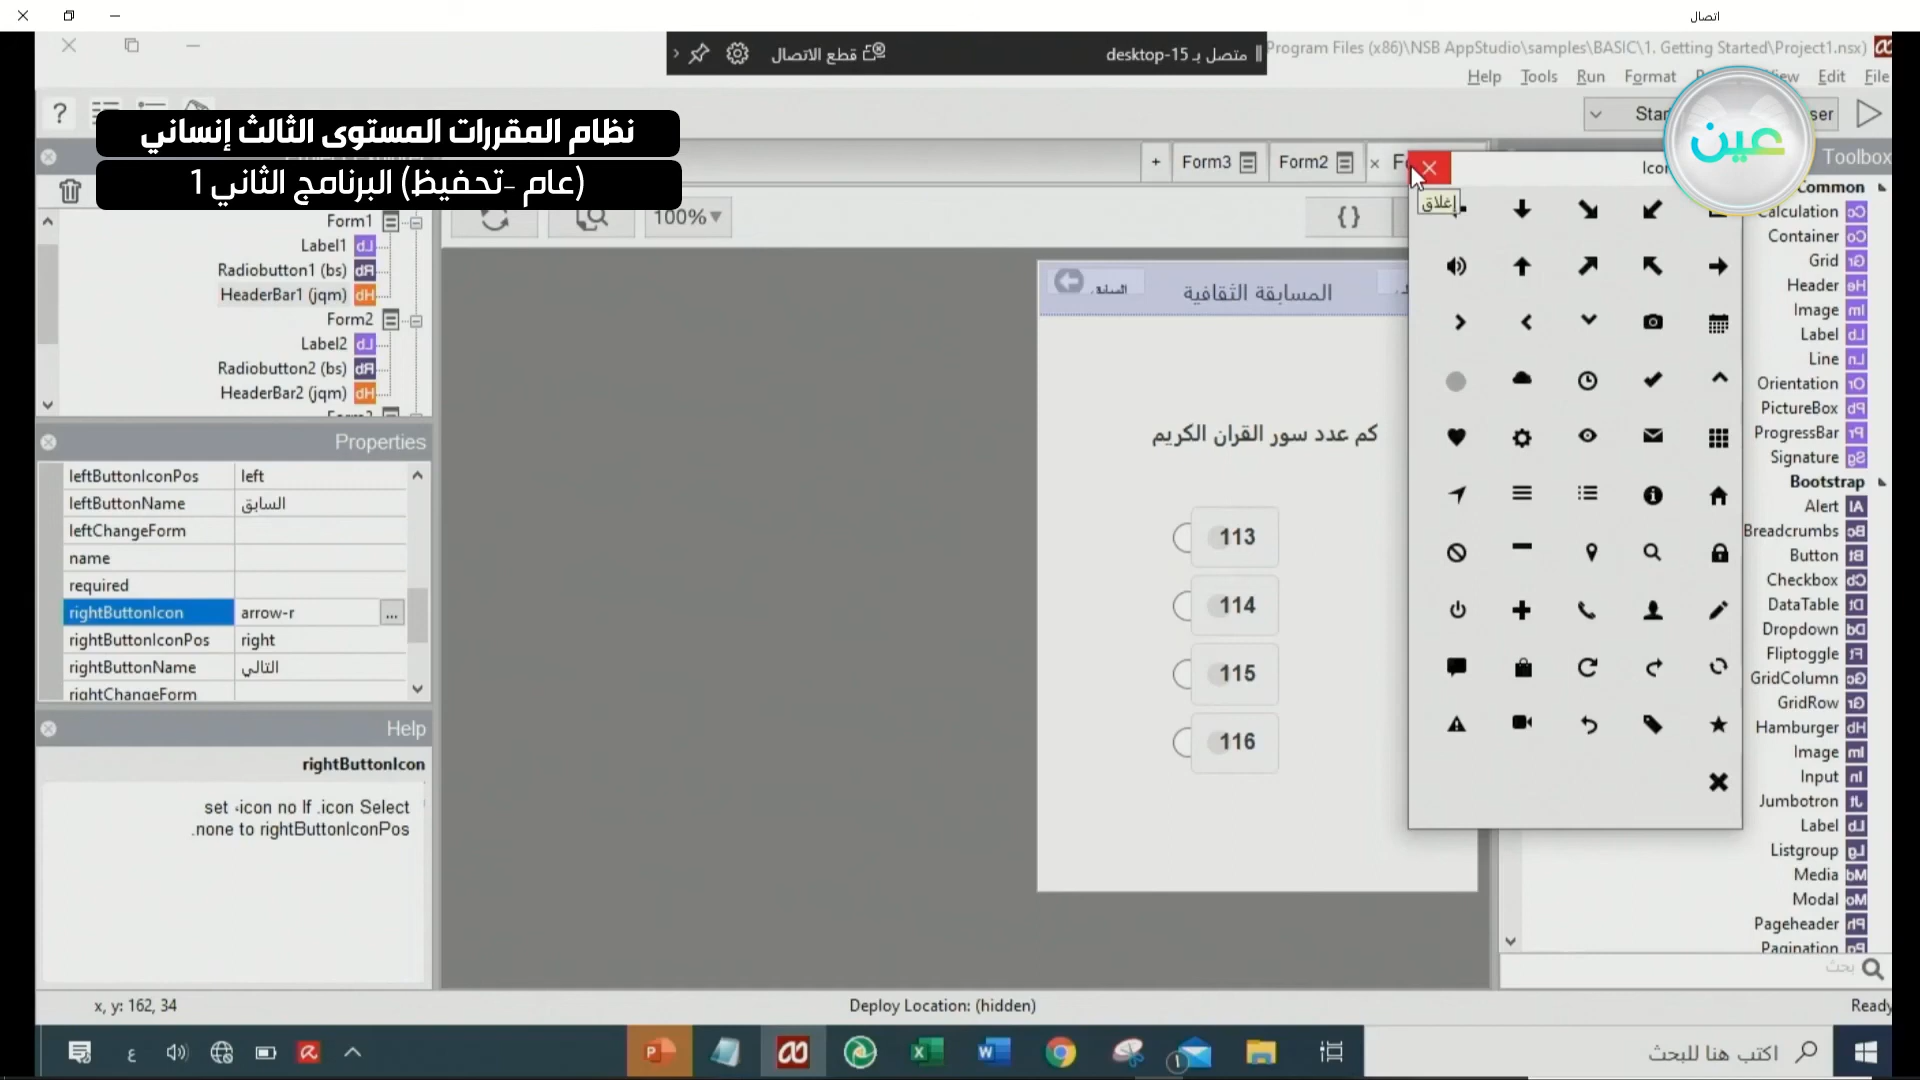 اتصال
Program Files (x86)\NSB AppStudio\samples\BASIC\1. Getting Started\Project1.nsx)
متصل بـ desktop-15
قطع الاتصال
File
Edit
Format
Run
Tools
Help
عين
نظام المقررات المستوى الثالث إنساني
(عام -تحفيظ) البرنامج الثاني 1
Form3
Form2
+
100%
{ }
إغلاق
Toolbox
Common
Calculation
Container
Grid
Header
Image
Label
Line
Orientation
PictureBox
ProgressBar
Signature
Bootstrap
Alert
Breadcrumbs
Button
Checkbox
DataTable
Dropdown
Fliptoggle
GridColumn
GridRow
Hamburger
Image
Input
Jumbotron
Label
Listgroup
Media
Modal
Pageheader
Pagination
بحث
Form1
Label1
Radiobutton1 (bs)
HeaderBar1 (jqm)
Form2
Label2
Radiobutton2 (bs)
HeaderBar2 (jqm)
Properties
leftButtonIconPos left
leftButtonName السابق
leftChangeForm
name
required
rightButtonIcon arrow-r ...
rightButtonIconPos right
rightButtonName التالي
rightChangeForm
Help
rightButtonIcon
set ،icon no If .icon Select
.none to rightButtonIconPos
المسابقة الثقافية
السابق
كم عدد سور القران الكريم
113
114
115
116
x, y: 162, 34
Deploy Location: (hidden)
Ready
اكتب هنا للبحث
ع